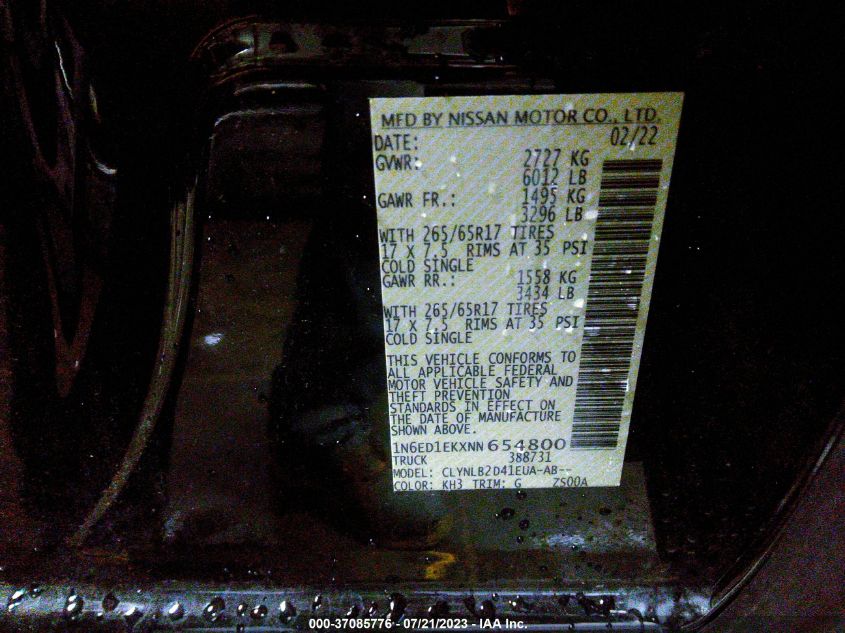 MFD BY NISSAN MOTOR CO., LTD.
DATE: 02/22
GVWR: 2727 KG
6012 LB
GAWR FR.: 1495 KG
3296 LB
WITH 265/65R17 TIRES
17 X 7.5 RIMS AT 35 PSI
COLD SINGLE
GAWR RR.: 1558 KG
3434 LB
WITH 265/65R17 TIRES
17 X 7.5 RIMS AT 35 PSI
COLD SINGLE
THIS VEHICLE CONFORMS TO
ALL APPLICABLE FEDERAL
MOTOR VEHICLE SAFETY AND
THEFT PREVENTION
STANDARDS IN EFFECT ON
THE DATE OF MANUFACTURE
SHOWN ABOVE.
1N6ED1EKXNN654800
TRUCK 388731
MODEL: CLYNLB2D41EUA-AB--
COLOR: KH3 TRIM: G ZS00A
000-37085776 - 07/21/2023 - IAA Inc.